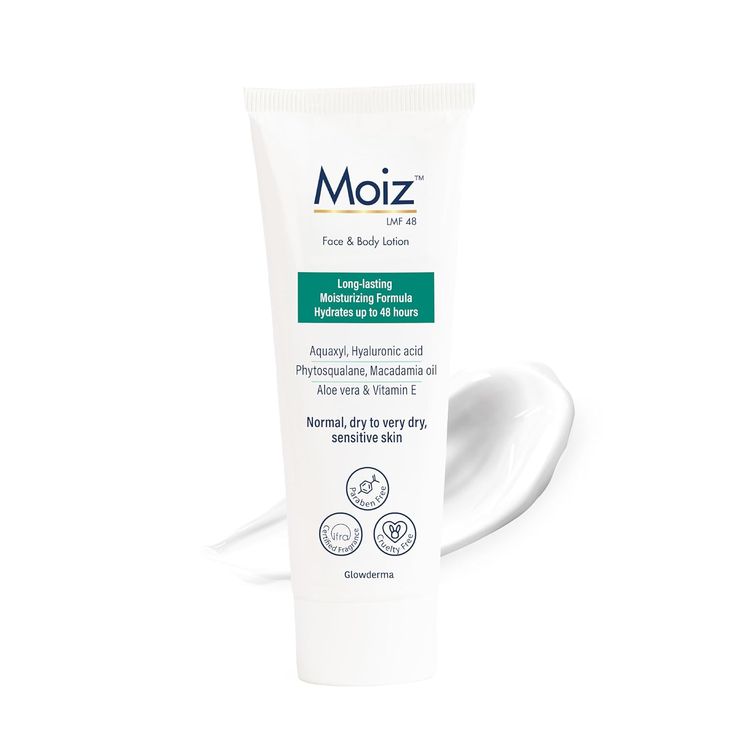 Moiz™
LMF 48
Face & Body Lotion
Long-lasting
Moisturizing Formula
Hydrates up to 48 hours
Aquaxyl, Hyaluronic acid
Phytosqualane, Macadamia oil
Aloe vera & Vitamin E
Normal, dry to very dry,
sensitive skin
Paraben Free
ifra
Certified Fragrance
Cruelty Free
Glowderma